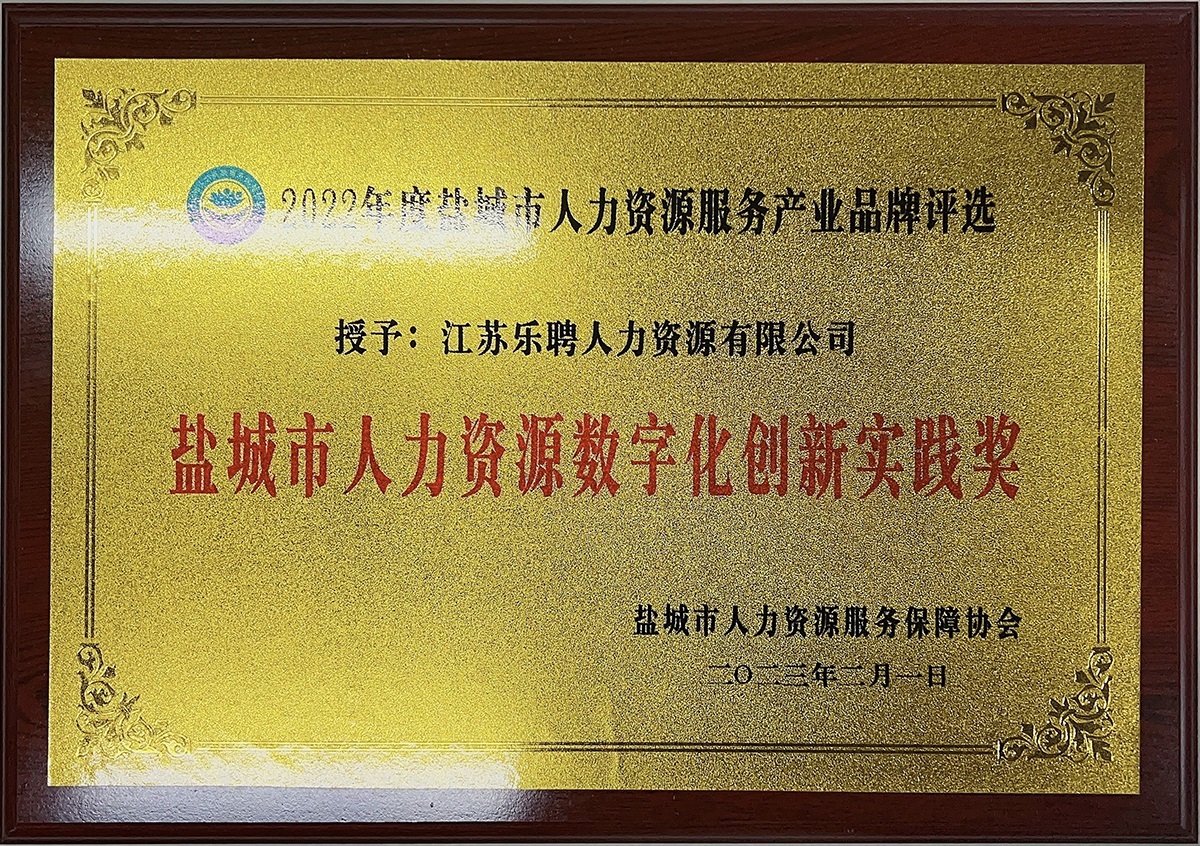 2022年度盐城市人力资源服务产业品牌评选
授予：江苏乐聘人力资源有限公司
盐城市人力资源数字化创新实践奖
盐城市人力资源服务保障协会
二〇二三年二月一日